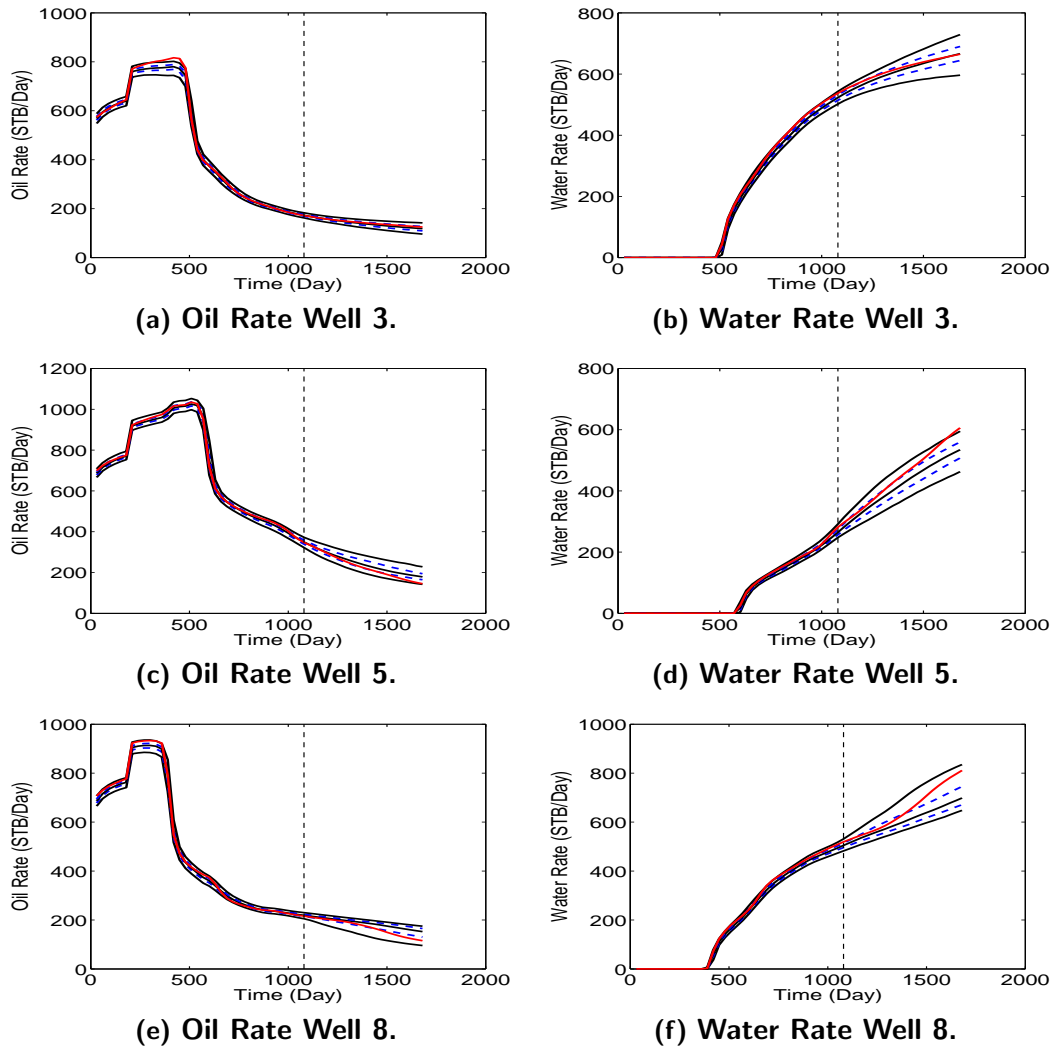 1000
800
600
400
200
0
Oil Rate (STB/Day)
0 500 1000 1500 2000
Time (Day)
(a) Oil Rate Well 3.
800
600
400
200
0
Water Rate (STB/Day)
0 500 1000 1500 2000
Time (Day)
(b) Water Rate Well 3.
1200
1000
800
600
400
200
0
Oil Rate (STB/Day)
0 500 1000 1500 2000
Time (Day)
(c) Oil Rate Well 5.
800
600
400
200
0
Water Rate (STB/Day)
0 500 1000 1500 2000
Time (Day)
(d) Water Rate Well 5.
1000
800
600
400
200
0
Oil Rate (STB/Day)
0 500 1000 1500 2000
Time (Day)
(e) Oil Rate Well 8.
1000
800
600
400
200
0
Water Rate (STB/Day)
0 500 1000 1500 2000
Time (Day)
(f) Water Rate Well 8.